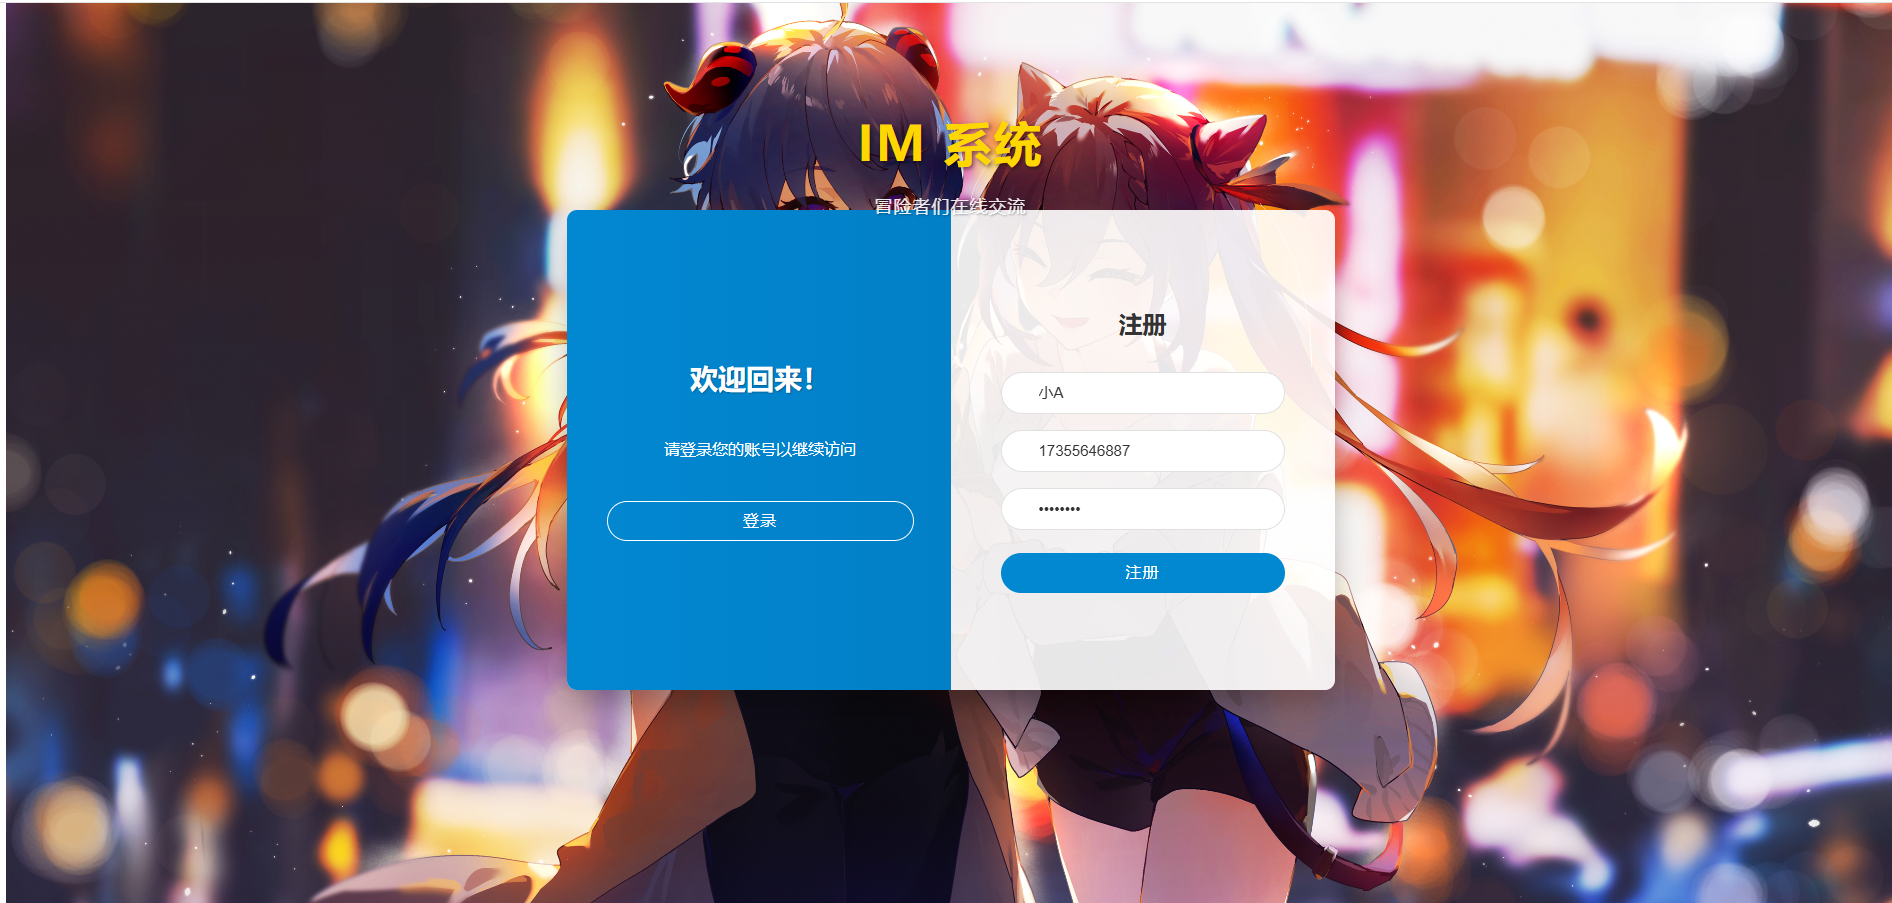 IM 系统
冒险者们在线交流
欢迎回来！
请登录您的账号以继续访问
登录
注册
小A
17355646887
••••••••
注册